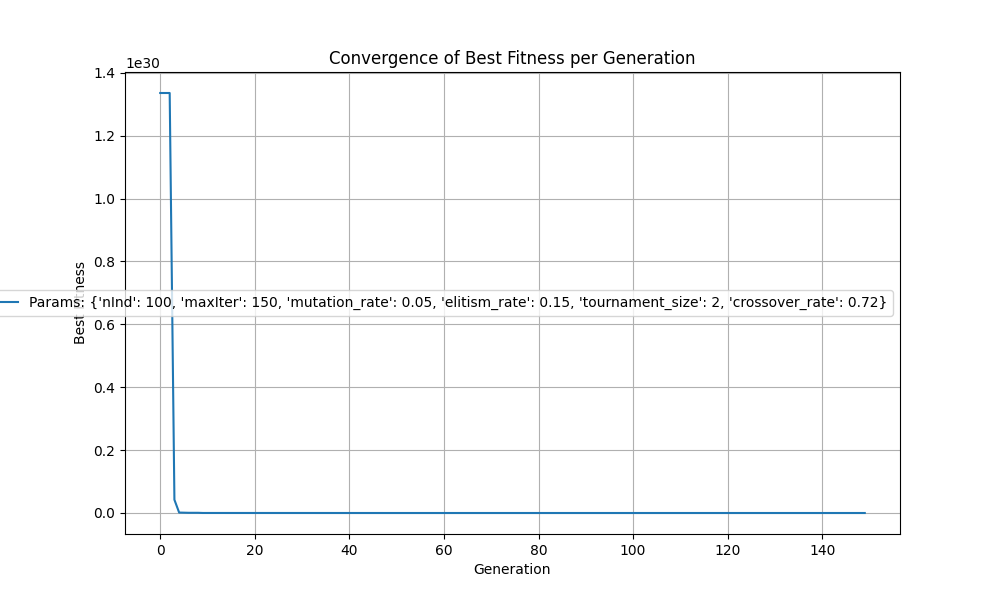 Convergence of Best Fitness per Generation
1e30
1.4
1.2
1.0
0.8
0.6
0.4
0.2
0.0
Best Fitness
Params: {'nInd': 100, 'maxIter': 150, 'mutation_rate': 0.05, 'elitism_rate': 0.15, 'tournament_size': 2, 'crossover_rate': 0.72}
0 20 40 60 80 100 120 140
Generation